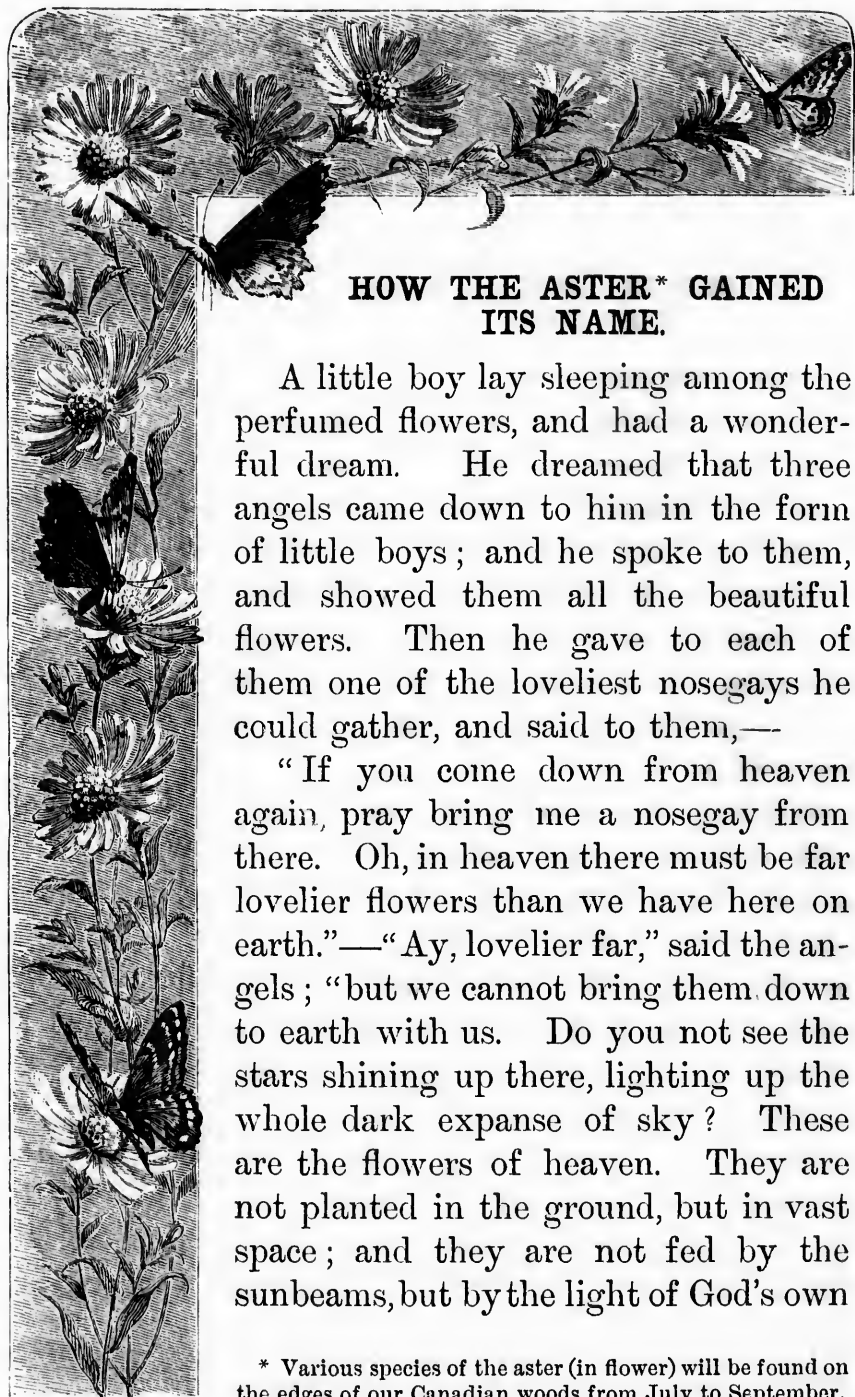 HOW THE ASTER* GAINED
ITS NAME.
A little boy lay sleeping among the
perfumed flowers, and had a wonder-
ful dream. He dreamed that three
angels came down to him in the form
of little boys; and he spoke to them,
and showed them all the beautiful
flowers. Then he gave to each of
them one of the loveliest nosegays he
could gather, and said to them,—
"If you come down from heaven
again, pray bring me a nosegay from
there. Oh, in heaven there must be far
lovelier flowers than we have here on
earth."—"Ay, lovelier far," said the an-
gels; "but we cannot bring them down
to earth with us. Do you not see the
stars shining up there, lighting up the
whole dark expanse of sky? These
are the flowers of heaven. They are
not planted in the ground, but in vast
space; and they are not fed by the
sunbeams, but by the light of God's own
* Various species of the aster (in flower) will be found on
the edges of our Canadian woods from July to September.